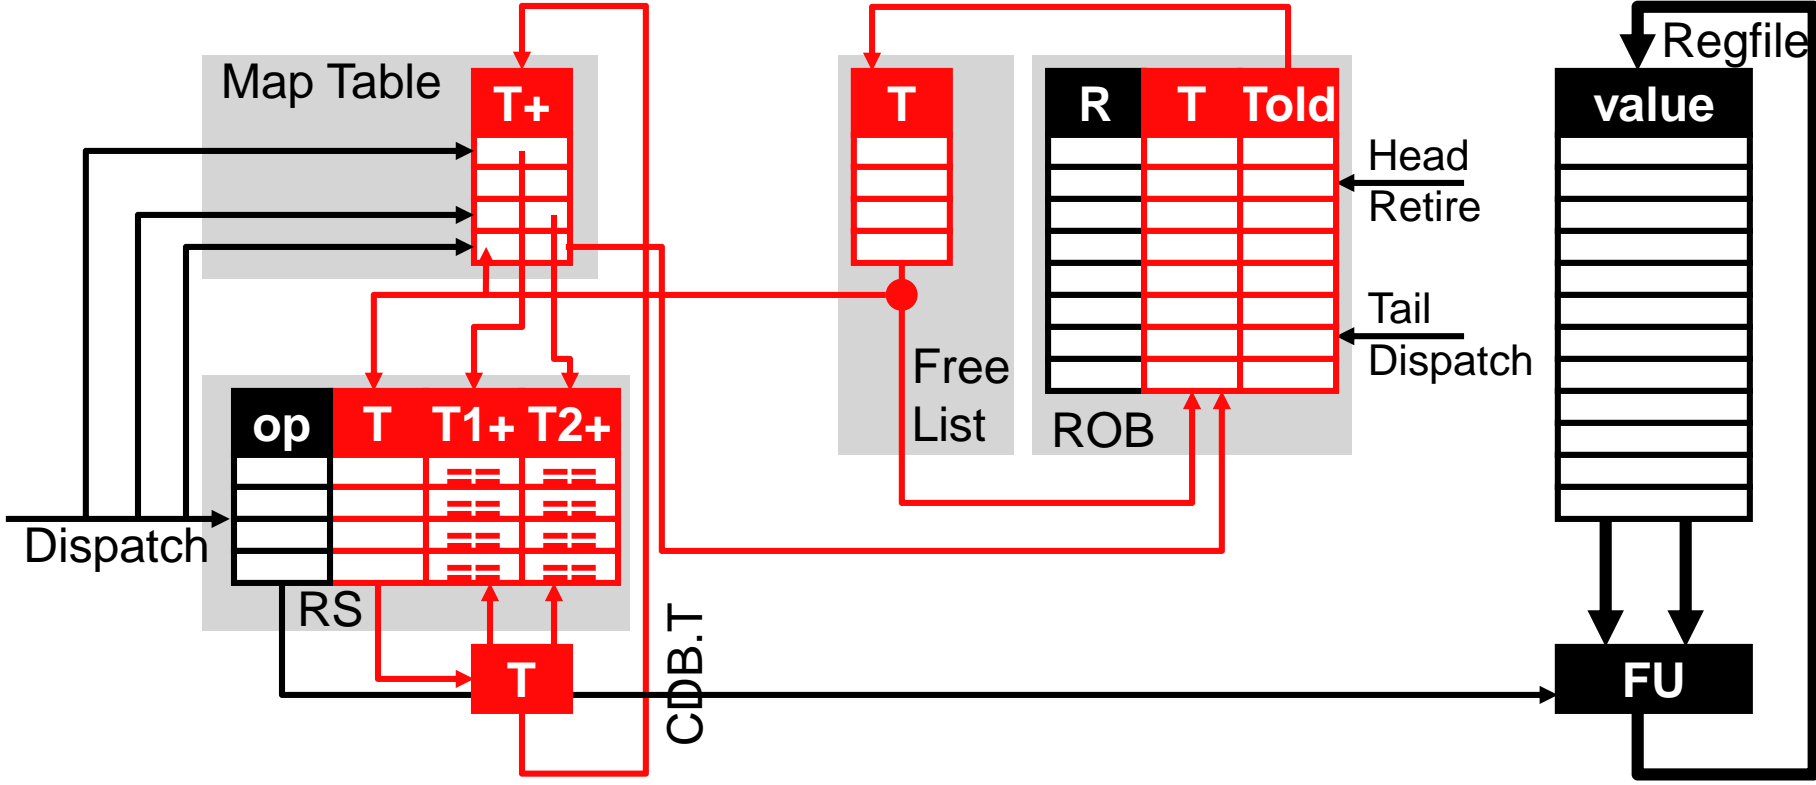 Regfile
Map Table
T+
T
R T Told
value
Head
Retire
Tail
Dispatch
Free
List
ROB
op T T1+ T2+
== ==
== ==
== ==
== ==
Dispatch
RS
T
CDB.T
FU